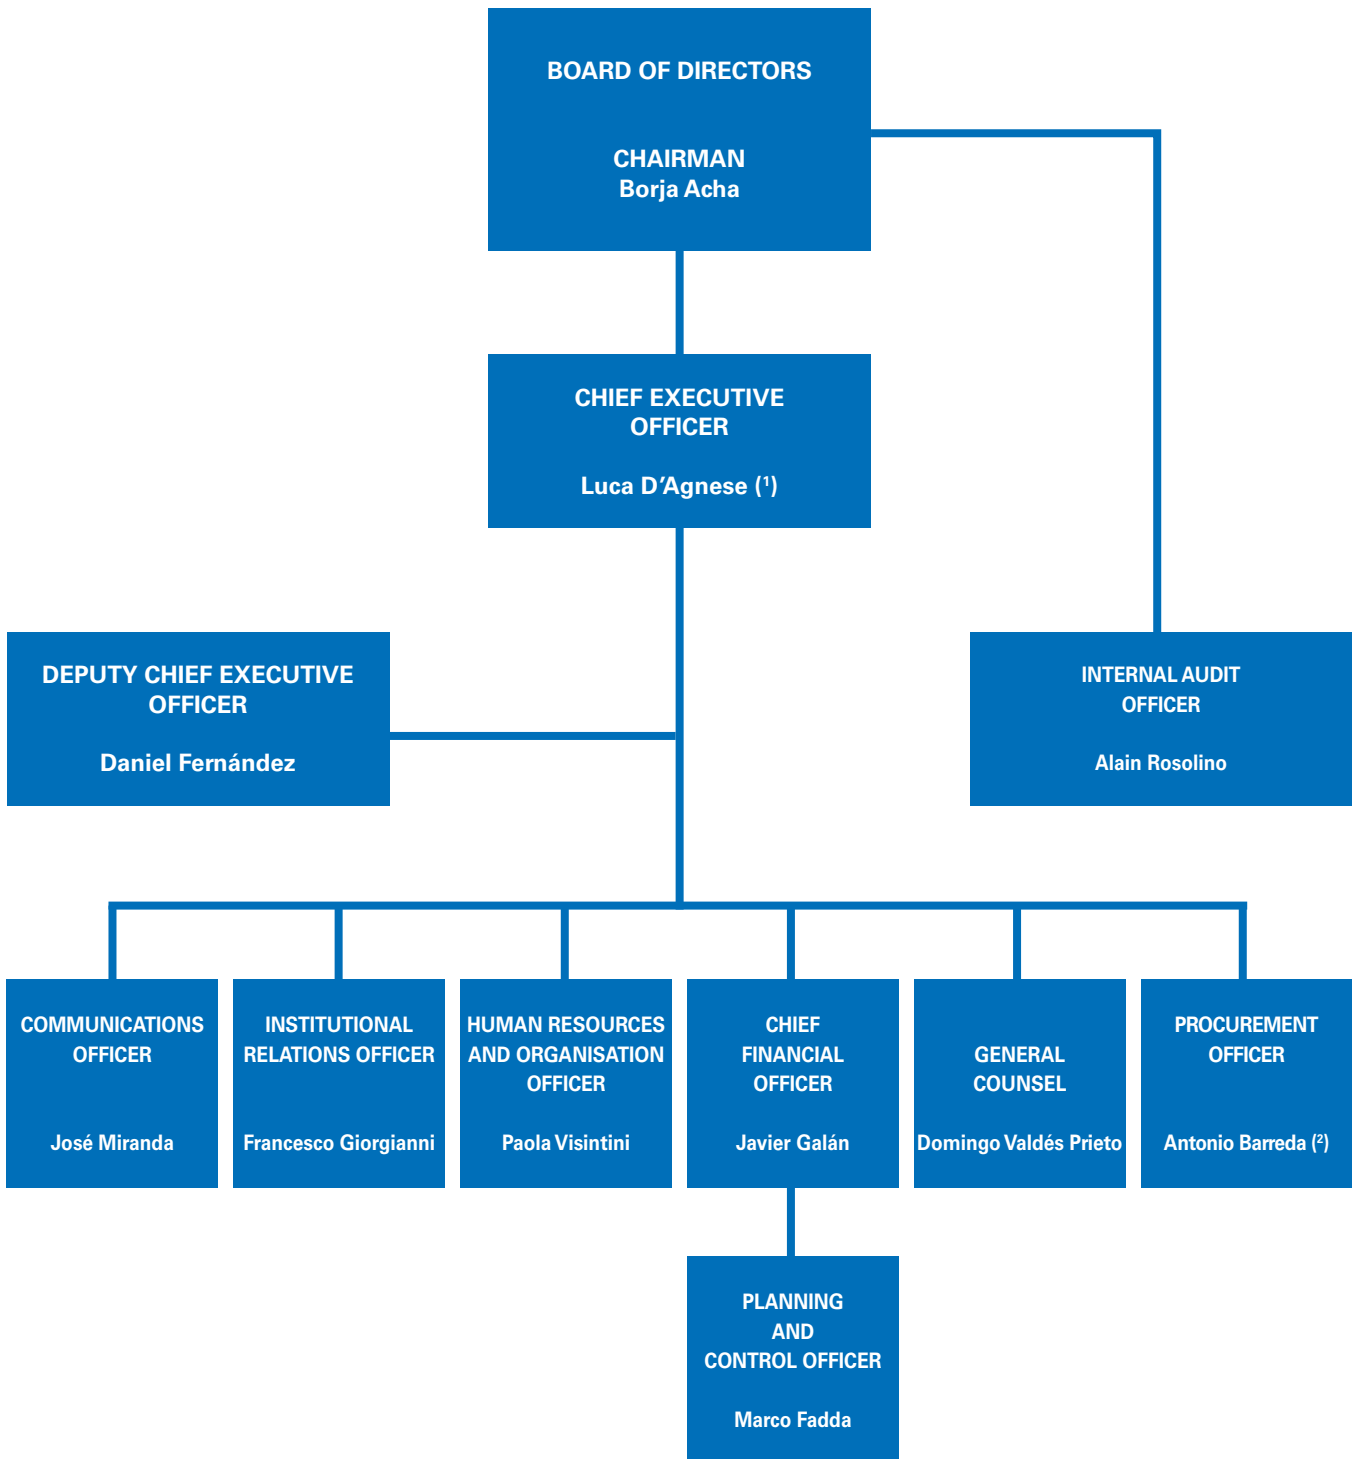 BOARD OF DIRECTORS
CHAIRMAN
Borja Acha
CHIEF EXECUTIVE
OFFICER
Luca D’Agnese (¹)
DEPUTY CHIEF EXECUTIVE
OFFICER
Daniel Fernández
INTERNAL AUDIT
OFFICER
Alain Rosolino
COMMUNICATIONS
OFFICER
José Miranda
INSTITUTIONAL
RELATIONS OFFICER
Francesco Giorgianni
HUMAN RESOURCES
AND ORGANISATION
OFFICER
Paola Visintini
CHIEF
FINANCIAL
OFFICER
Javier Galán
GENERAL
COUNSEL
Domingo Valdés Prieto
PROCUREMENT
OFFICER
Antonio Barreda (²)
PLANNING
AND
CONTROL OFFICER
Marco Fadda